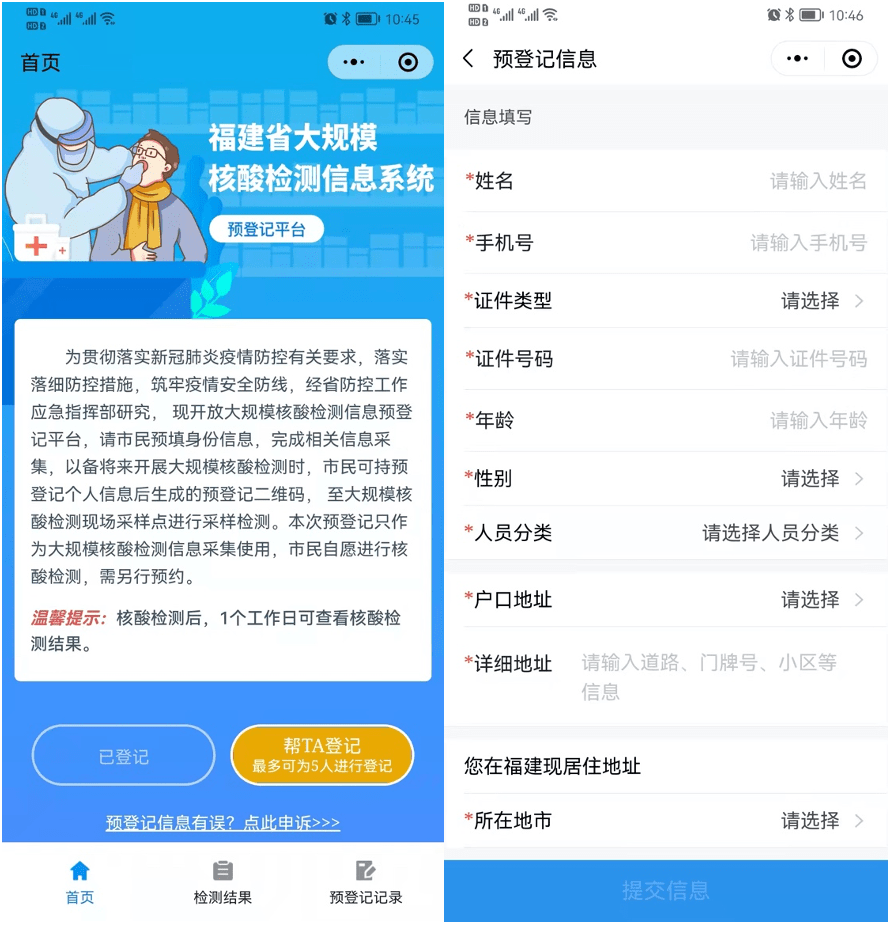 10:45
首页
福建省大规模
核酸检测信息系统
预登记平台
为贯彻落实新冠肺炎疫情防控有关要求，落实
落细防控措施，筑牢疫情安全防线，经省防控工作
应急指挥部研究， 现开放大规模核酸检测信息预登
记平台，请市民预填身份信息，完成相关信息采
集，以备将来开展大规模核酸检测时，市民可持预
登记个人信息后生成的预登记二维码， 至大规模核
酸检测现场采样点进行采样检测。本次预登记只作
为大规模核酸检测信息采集使用，市民自愿进行核
酸检测，需另行预约。
温馨提示：核酸检测后，1个工作日可查看核酸检
测结果。
已登记
帮TA登记
最多可为5人进行登记
预登记信息有误？点此申诉>>>
首页
检测结果
预登记记录
10:46
预登记信息
信息填写
*姓名 请输入姓名
*手机号 请输入手机号
*证件类型 请选择
*证件号码 请输入证件号码
*年龄 请输入年龄
*性别 请选择
*人员分类 请选择人员分类
*户口地址 请选择
*详细地址 请输入道路、门牌号、小区等
信息
您在福建现居住地址
*所在地市 请选择
提交信息